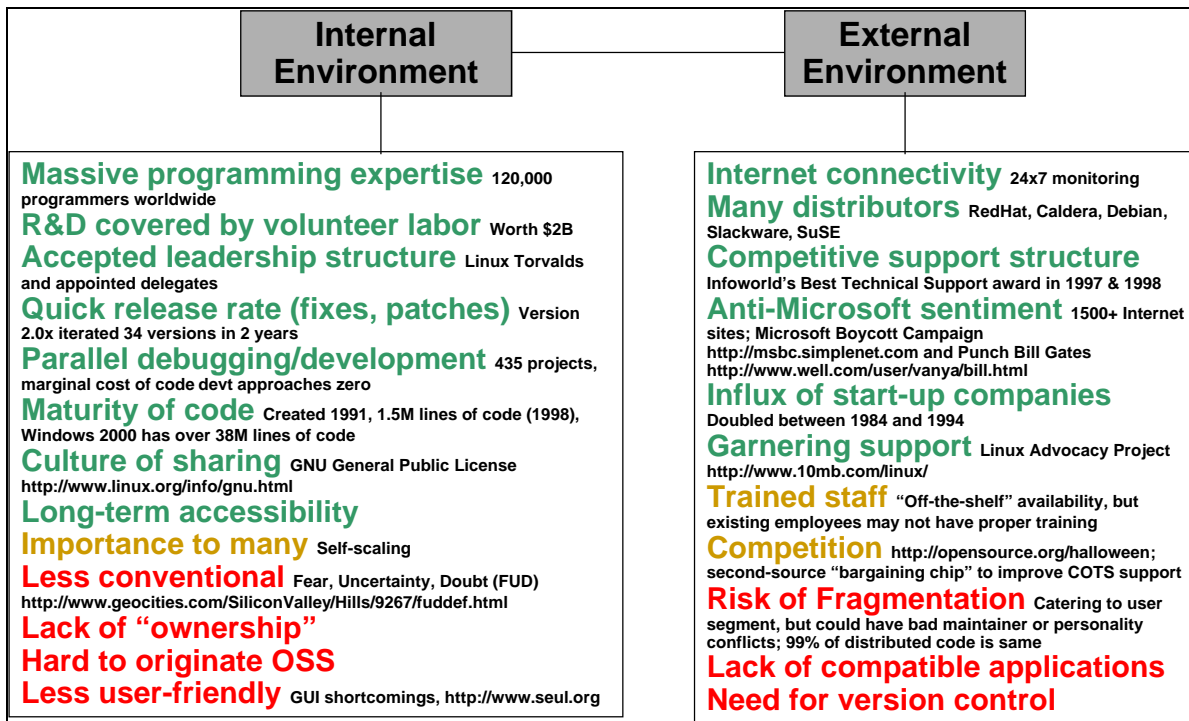 Internal
Environment
External
Environment
Massive programming expertise 120,000
programmers worldwide
R&D covered by volunteer labor Worth $2B
Accepted leadership structure Linux Torvalds
and appointed delegates
Quick release rate (fixes, patches) Version
2.0x iterated 34 versions in 2 years
Parallel debugging/development 435 projects,
marginal cost of code devt approaches zero
Maturity of code Created 1991, 1.5M lines of code (1998),
Windows 2000 has over 38M lines of code
Culture of sharing GNU General Public License
http://www.linux.org/info/gnu.html
Long-term accessibility
Importance to many Self-scaling
Less conventional Fear, Uncertainty, Doubt (FUD)
http://www.geocities.com/SiliconValley/Hills/9267/fuddef.html
Lack of “ownership”
Hard to originate OSS
Less user-friendly GUI shortcomings, http://www.seul.org
Internet connectivity 24x7 monitoring
Many distributors RedHat, Caldera, Debian,
Slackware, SuSE
Competitive support structure
Infoworld’s Best Technical Support award in 1997 & 1998
Anti-Microsoft sentiment 1500+ Internet
sites; Microsoft Boycott Campaign
http://msbc.simplenet.com and Punch Bill Gates
http://www.well.com/user/vanya/bill.html
Influx of start-up companies
Doubled between 1984 and 1994
Garnering support Linux Advocacy Project
http://www.10mb.com/linux/
Trained staff “Off-the-shelf” availability, but
existing employees may not have proper training
Competition http://opensource.org/halloween;
second-source “bargaining chip” to improve COTS support
Risk of Fragmentation Catering to user
segment, but could have bad maintainer or personality
conflicts; 99% of distributed code is same
Lack of compatible applications
Need for version control